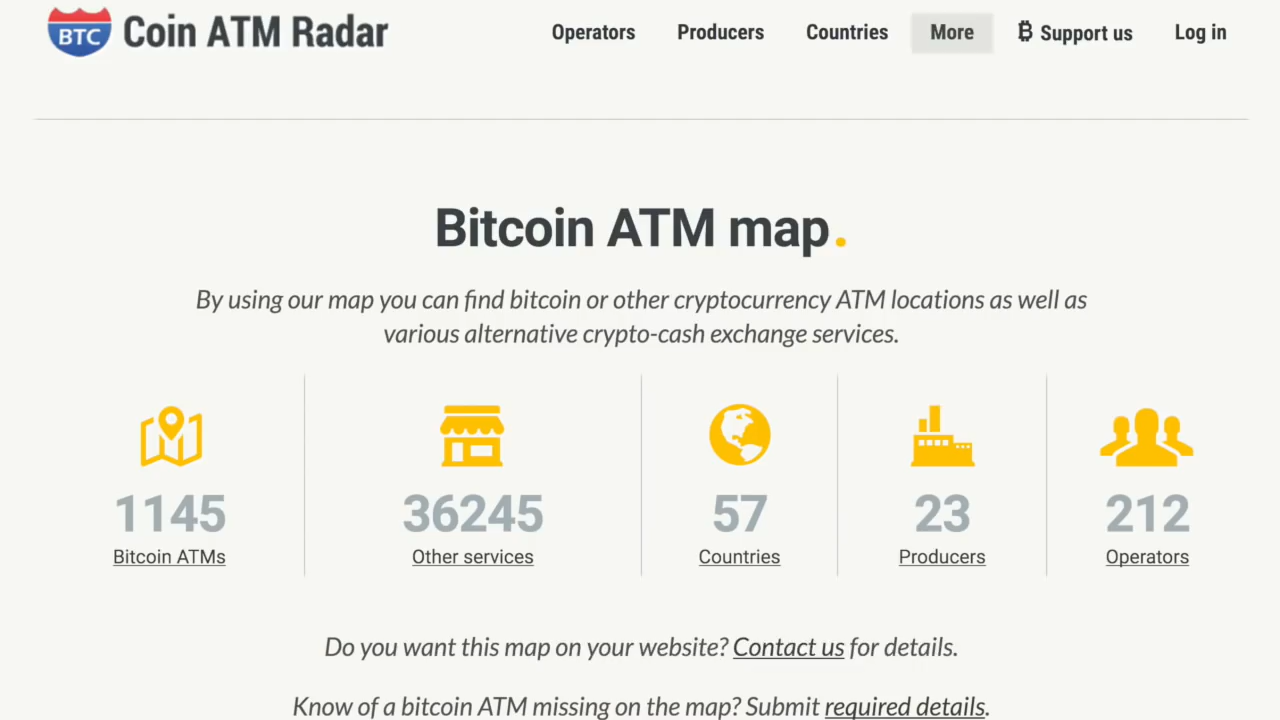 BTC Coin ATM Radar Operators Producers Countries More Support us Log in
Bitcoin ATM map.
By using our map you can find bitcoin or other cryptocurrency ATM locations as well as
various alternative crypto-cash exchange services.
1145 36245 57 23 212
Bitcoin ATMs Other services Countries Producers Operators
Do you want this map on your website? Contact us for details.
Know of a bitcoin ATM missing on the map? Submit required details.